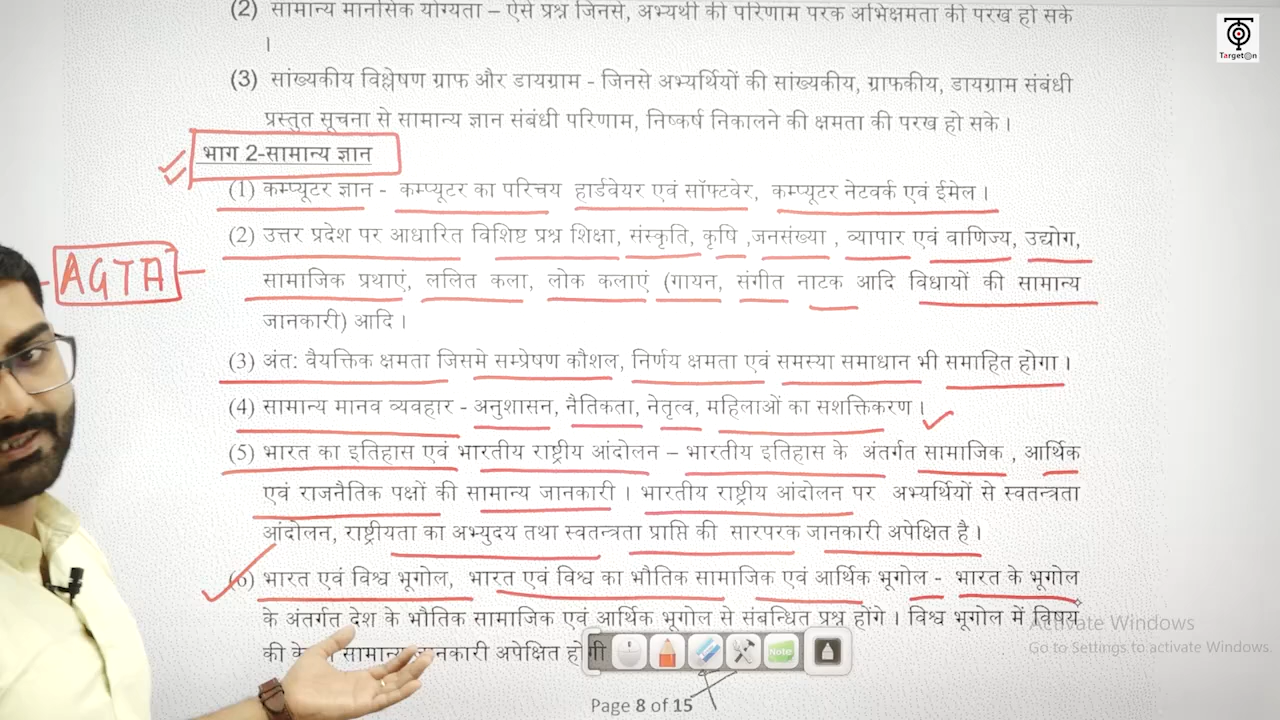 (2) सामान्य मानसिक योग्यता – ऐसे प्रश्न जिनसे, अभ्यर्थी की परिणाम परक अभिक्षमता की परख हो सके
।
(3) सांख्यकीय विश्लेषण ग्राफ और डायग्राम - जिनसे अभ्यर्थियों की सांख्यकीय, ग्राफकीय, डायग्राम संबंधी
प्रस्तुत सूचना से सामान्य ज्ञान संबंधी परिणाम, निष्कर्ष निकालने की क्षमता की परख हो सके ।
भाग 2-सामान्य ज्ञान
(1) कम्प्यूटर ज्ञान - कम्प्यूटर का परिचय हार्डवेयर एवं सॉफ्टवेर, कम्प्यूटर नेटवर्क एवं ईमेल ।
(2) उत्तर प्रदेश पर आधारित विशिष्ट प्रश्न शिक्षा, संस्कृति, कृषि ,जनसंख्या , व्यापार एवं वाणिज्य, उद्योग,
सामाजिक प्रथाएं, ललित कला, लोक कलाएं (गायन, संगीत नाटक आदि विधायों की सामान्य
जानकारी) आदि ।
(3) अंत: वैयक्तिक क्षमता जिसमे सम्प्रेषण कौशल, निर्णय क्षमता एवं समस्या समाधान भी समाहित होगा ।
(4) सामान्य मानव व्यवहार - अनुशासन, नैतिकता, नेतृत्व, महिलाओं का सशक्तिकरण ।
(5) भारत का इतिहास एवं भारतीय राष्ट्रीय आंदोलन – भारतीय इतिहास के अंतर्गत सामाजिक , आर्थिक
एवं राजनैतिक पक्षों की सामान्य जानकारी । भारतीय राष्ट्रीय आंदोलन पर अभ्यर्थियों से स्वतन्त्रता
आंदोलन, राष्ट्रीयता का अभ्युदय तथा स्वतन्त्रता प्राप्ति की सारपरक जानकारी अपेक्षित है ।
(6) भारत एवं विश्व भूगोल, भारत एवं विश्व का भौतिक सामाजिक एवं आर्थिक भूगोल - भारत के भूगोल
के अंतर्गत देश के भौतिक सामाजिक एवं आर्थिक भूगोल से संबन्धित प्रश्न होंगे । विश्व भूगोल में विषय
की सामान्य जानकारी अपेक्षित
Page 8 of 15
AGTA
TargetOn
Note
Activate Windows
Go to Settings to activate Windows.